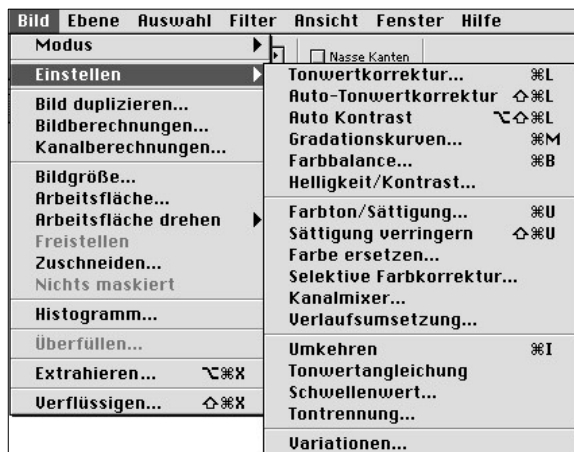 Bild Ebene Auswahl Filter Ansicht Fenster Hilfe
Modus
Nasse Kanten
Einstellen
Bild duplizieren...
Bildberechnungen...
Kanalberechnungen...
Bildgröße...
Arbeitsfläche...
Arbeitsfläche drehen
Freistellen
Zuschneiden...
Nichts maskiert
Histogramm...
Überfüllen...
Extrahieren... ⌥⌘X
Verflüssigen... ⇧⌘X
Tonwertkorrektur... ⌘L
Auto-Tonwertkorrektur ⇧⌘L
Auto Kontrast ⌥⇧⌘L
Gradationskurven... ⌘M
Farbbalance... ⌘B
Helligkeit/Kontrast...
Farbton/Sättigung... ⌘U
Sättigung verringern ⇧⌘U
Farbe ersetzen...
Selektive Farbkorrektur...
Kanalmixer...
Verlaufsumsetzung...
Umkehren ⌘I
Tonwertangleichung
Schwellenwert...
Tontrennung...
Variationen...